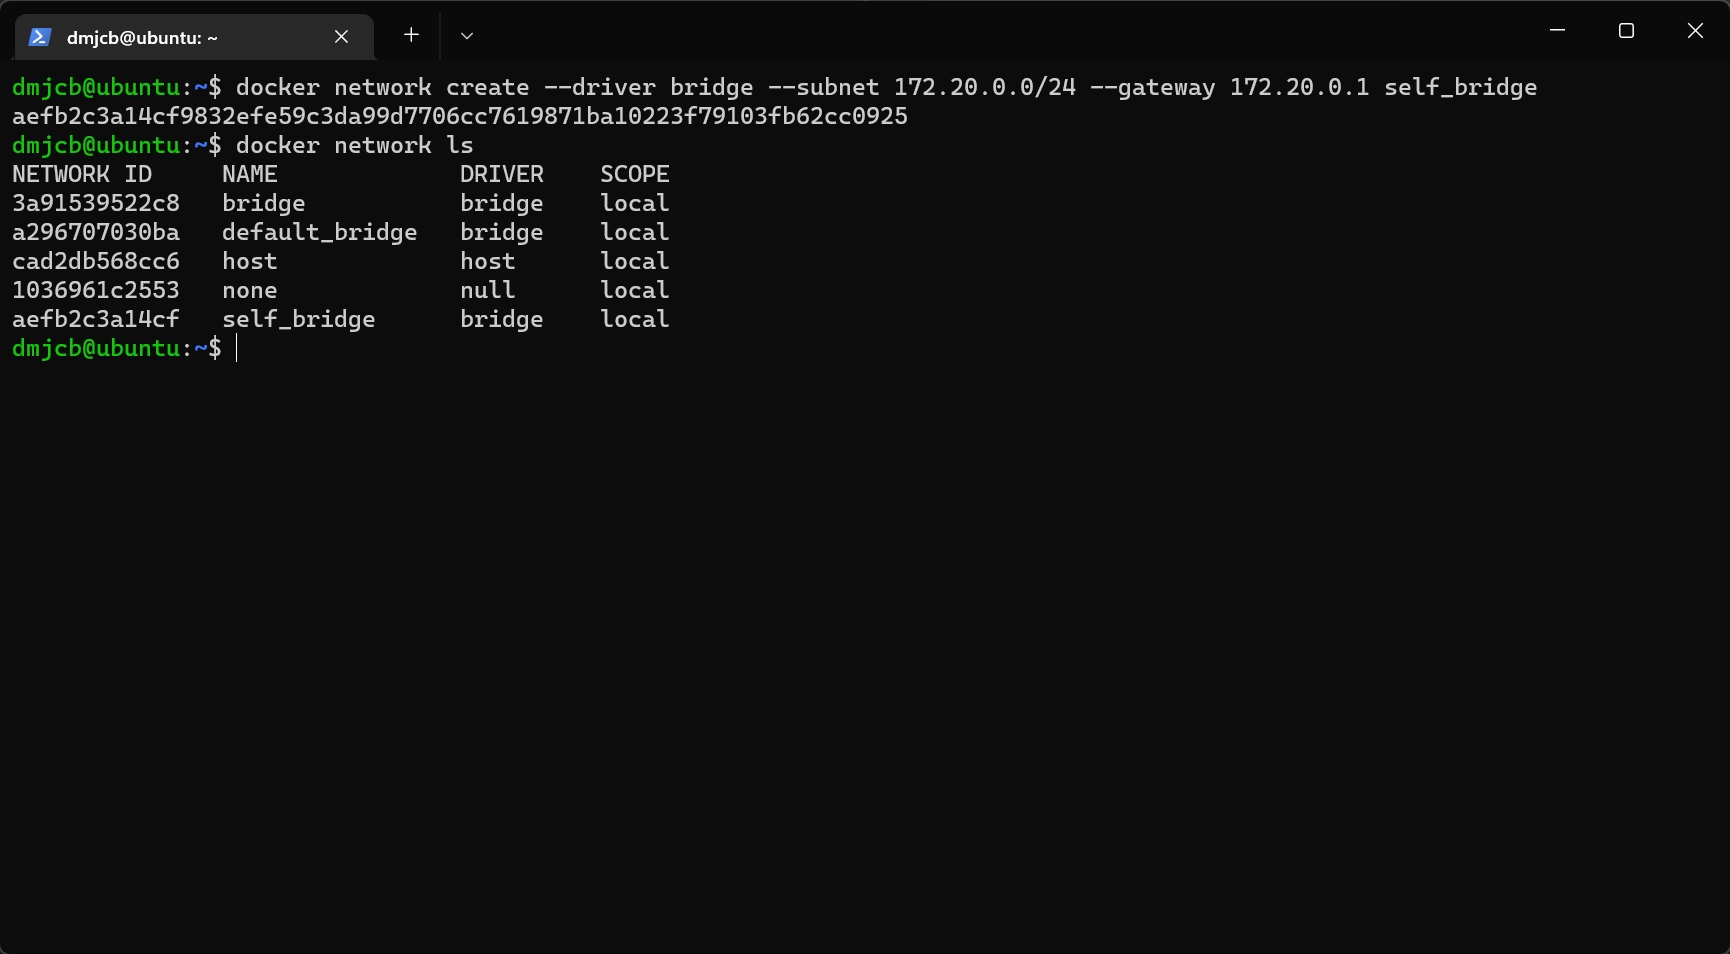 dmjcb@ubuntu: ~
dmjcb@ubuntu:~$ docker network create --driver bridge --subnet 172.20.0.0/24 --gateway 172.20.0.1 self_bridge
aefb2c3a14cf9832efe59c3da99d7706cc7619871ba10223f79103fb62cc0925
dmjcb@ubuntu:~$ docker network ls
NETWORK ID     NAME             DRIVER    SCOPE
3a91539522c8   bridge           bridge    local
a296707030ba   default_bridge   bridge    local
cad2db568cc6   host             host      local
1036961c2553   none             null      local
aefb2c3a14cf   self_bridge      bridge    local
dmjcb@ubuntu:~$